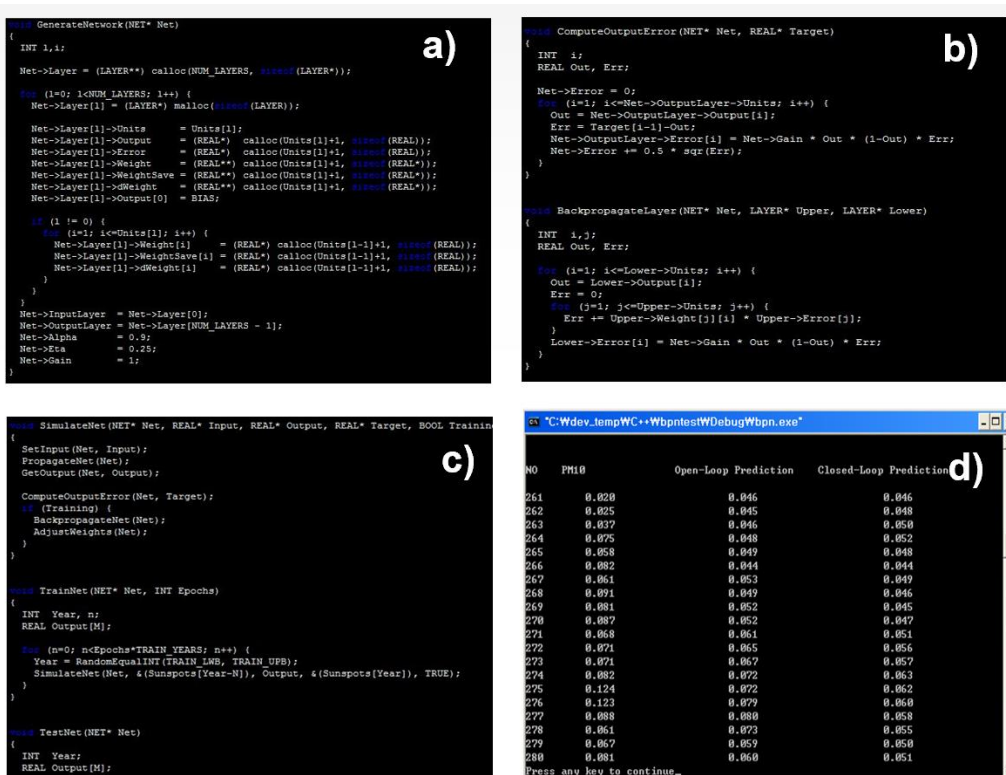 a)
void GenerateNetwork(NET* Net)
{
INT l,i;
Net->Layer = (LAYER**) calloc(NUM_LAYERS, sizeof(LAYER*));
for (l=0; l<NUM_LAYERS; l++) {
Net->Layer[l] = (LAYER*) malloc(sizeof(LAYER));
Net->Layer[l]->Units = Units[l];
Net->Layer[l]->Output = (REAL*) calloc(Units[l]+1, sizeof(REAL));
Net->Layer[l]->Error = (REAL*) calloc(Units[l]+1, sizeof(REAL));
Net->Layer[l]->Weight = (REAL**) calloc(Units[l]+1, sizeof(REAL*));
Net->Layer[l]->WeightSave = (REAL**) calloc(Units[l]+1, sizeof(REAL*));
Net->Layer[l]->dWeight = (REAL**) calloc(Units[l]+1, sizeof(REAL*));
Net->Layer[l]->Output[0] = BIAS;
if (l != 0) {
for (i=1; i<=Units[l]; i++) {
Net->Layer[l]->Weight[i] = (REAL*) calloc(Units[l-1]+1, sizeof(REAL));
Net->Layer[l]->WeightSave[i] = (REAL*) calloc(Units[l-1]+1, sizeof(REAL));
Net->Layer[l]->dWeight[i] = (REAL*) calloc(Units[l-1]+1, sizeof(REAL));
}
}
}
Net->InputLayer = Net->Layer[0];
Net->OutputLayer = Net->Layer[NUM_LAYERS - 1];
Net->Alpha = 0.9;
Net->Eta = 0.25;
Net->Gain = 1;
}
b)
void ComputeOutputError(NET* Net, REAL* Target)
{
INT i;
REAL Out, Err;
Net->Error = 0;
for (i=1; i<=Net->OutputLayer->Units; i++) {
Out = Net->OutputLayer->Output[i];
Err = Target[i-1]-Out;
Net->OutputLayer->Error[i] = Net->Gain * Out * (1-Out) * Err;
Net->Error += 0.5 * sqr(Err);
}
}
void BackpropagateLayer(NET* Net, LAYER* Upper, LAYER* Lower)
{
INT i,j;
REAL Out, Err;
for (i=1; i<=Lower->Units; i++) {
Out = Lower->Output[i];
Err = 0;
for (j=1; j<=Upper->Units; j++) {
Err += Upper->Weight[j][i] * Upper->Error[j];
}
Lower->Error[i] = Net->Gain * Out * (1-Out) * Err;
}
}
c)
void SimulateNet(NET* Net, REAL* Input, REAL* Output, REAL* Target, BOOL Training
{
SetInput(Net, Input);
PropagateNet(Net);
GetOutput(Net, Output);
ComputeOutputError(Net, Target);
if (Training) {
BackpropagateNet(Net);
AdjustWeights(Net);
}
}
void TrainNet(NET* Net, INT Epochs)
{
INT Year, n;
REAL Output[M];
for (n=0; n<Epochs*TRAIN_YEARS; n++) {
Year = RandomEqualINT(TRAIN_LWB, TRAIN_UPB);
SimulateNet(Net, &(Sunspots[Year-N]), Output, &(Sunspots[Year]), TRUE);
}
}
void TestNet(NET* Net)
{
INT Year;
REAL Output[M];
"C:₩dev_temp₩C++₩bpntest₩Debug₩bpn.exe"
d)
NO PM10 Open-Loop Prediction Closed-Loop Prediction
261 0.020 0.046 0.046
262 0.025 0.045 0.048
263 0.037 0.046 0.050
264 0.075 0.048 0.052
265 0.058 0.049 0.048
266 0.082 0.044 0.044
267 0.061 0.053 0.049
268 0.091 0.049 0.046
269 0.081 0.052 0.045
270 0.087 0.052 0.047
271 0.068 0.061 0.051
272 0.071 0.065 0.056
273 0.071 0.067 0.057
274 0.082 0.072 0.063
275 0.124 0.072 0.062
276 0.123 0.079 0.060
277 0.088 0.080 0.058
278 0.061 0.073 0.055
279 0.067 0.059 0.050
280 0.081 0.060 0.051
Press any key to continue_